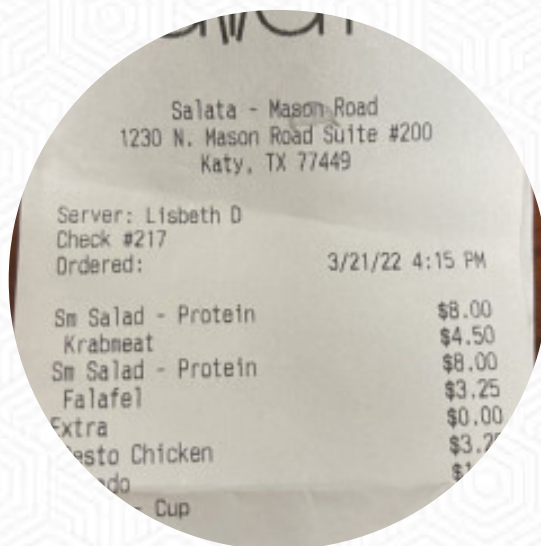 Salata - Mason Road
1230 N. Mason Road Suite #200
Katy, TX 77449
Server: Lisbeth D
Check #217
Ordered: 3/21/22 4:15 PM
Sm Salad - Protein $8.00
Krabmeat $4.50
Sm Salad - Protein $8.00
Falafel $3.25
Extra $0.00
Chicken
Cup